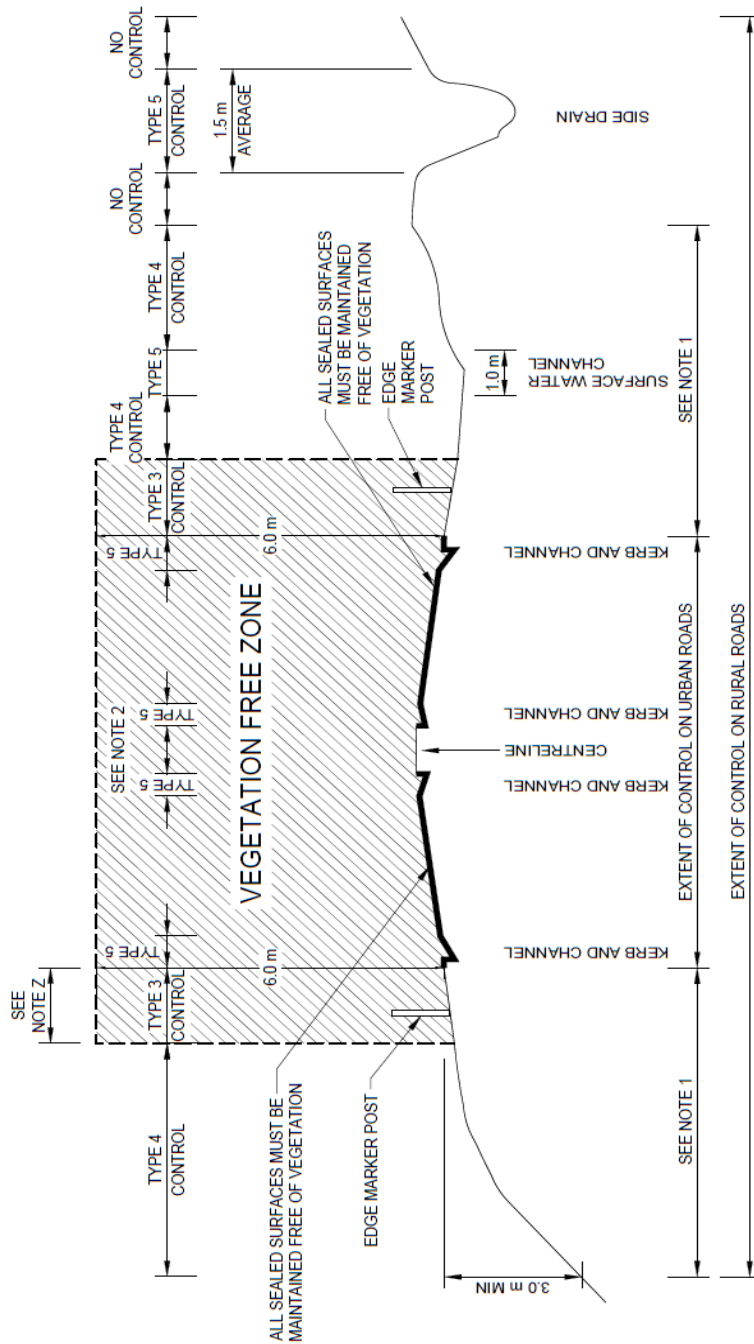 SEE
NOTE Z
TYPE 4
CONTROL
TYPE 3
CONTROL
TYPE 5
SEE NOTE 2
TYPE 5
TYPE 5
TYPE 5
TYPE 3
CONTROL
TYPE 4
CONTROL
TYPE 5
TYPE 4
CONTROL
NO
CONTROL
TYPE 5
CONTROL
NO
CONTROL
1.5 m
AVERAGE
6.0 m
VEGETATION FREE ZONE
6.0 m
ALL SEALED SURFACES MUST BE
MAINTAINED FREE OF VEGETATION
EDGE MARKER POST
ALL SEALED SURFACES
MUST BE MAINTAINED
FREE OF VEGETATION
EDGE
MARKER
POST
3.0 m MIN
KERB AND CHANNEL
KERB AND CHANNEL
CENTRELINE
KERB AND CHANNEL
KERB AND CHANNEL
1.0 m
SURFACE WATER
CHANNEL
SIDE DRAIN
SEE NOTE 1
EXTENT OF CONTROL ON URBAN ROADS
SEE NOTE 1
EXTENT OF CONTROL ON RURAL ROADS